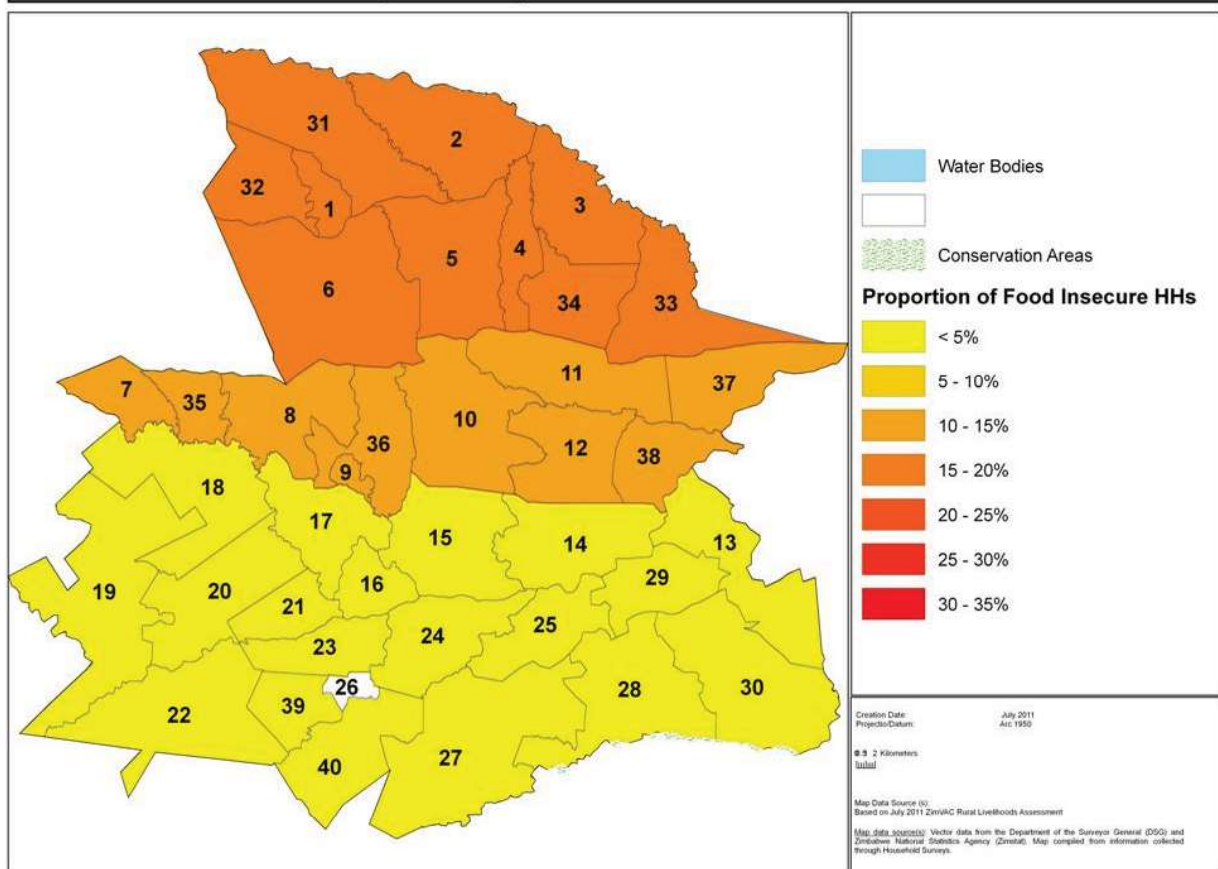 31
2
32
1
3
4
5
6
34
33
11
37
7
35
8
10
36
12
38
9
18
17
15
14
13
16
29
19
20
21
25
24
23
26
28
30
39
22
27
40
Water Bodies
Conservation Areas
Proportion of Food Insecure HHs
< 5%
5 - 10%
10 - 15%
15 - 20%
20 - 25%
25 - 30%
30 - 35%
Creation Date: July 2011
Projectio/Datum: Arc 1950
2 Kilometers
Map Data Source (s):
Based on July 2011 ZimVAC Rural Livelihoods Assessment
Map data source(s): Vector data from the Department of the Surveyor General (DSG) and
Zimbabwe National Statistics Agency (Zimstat). Map compiled from information collected
through Household Surveys.